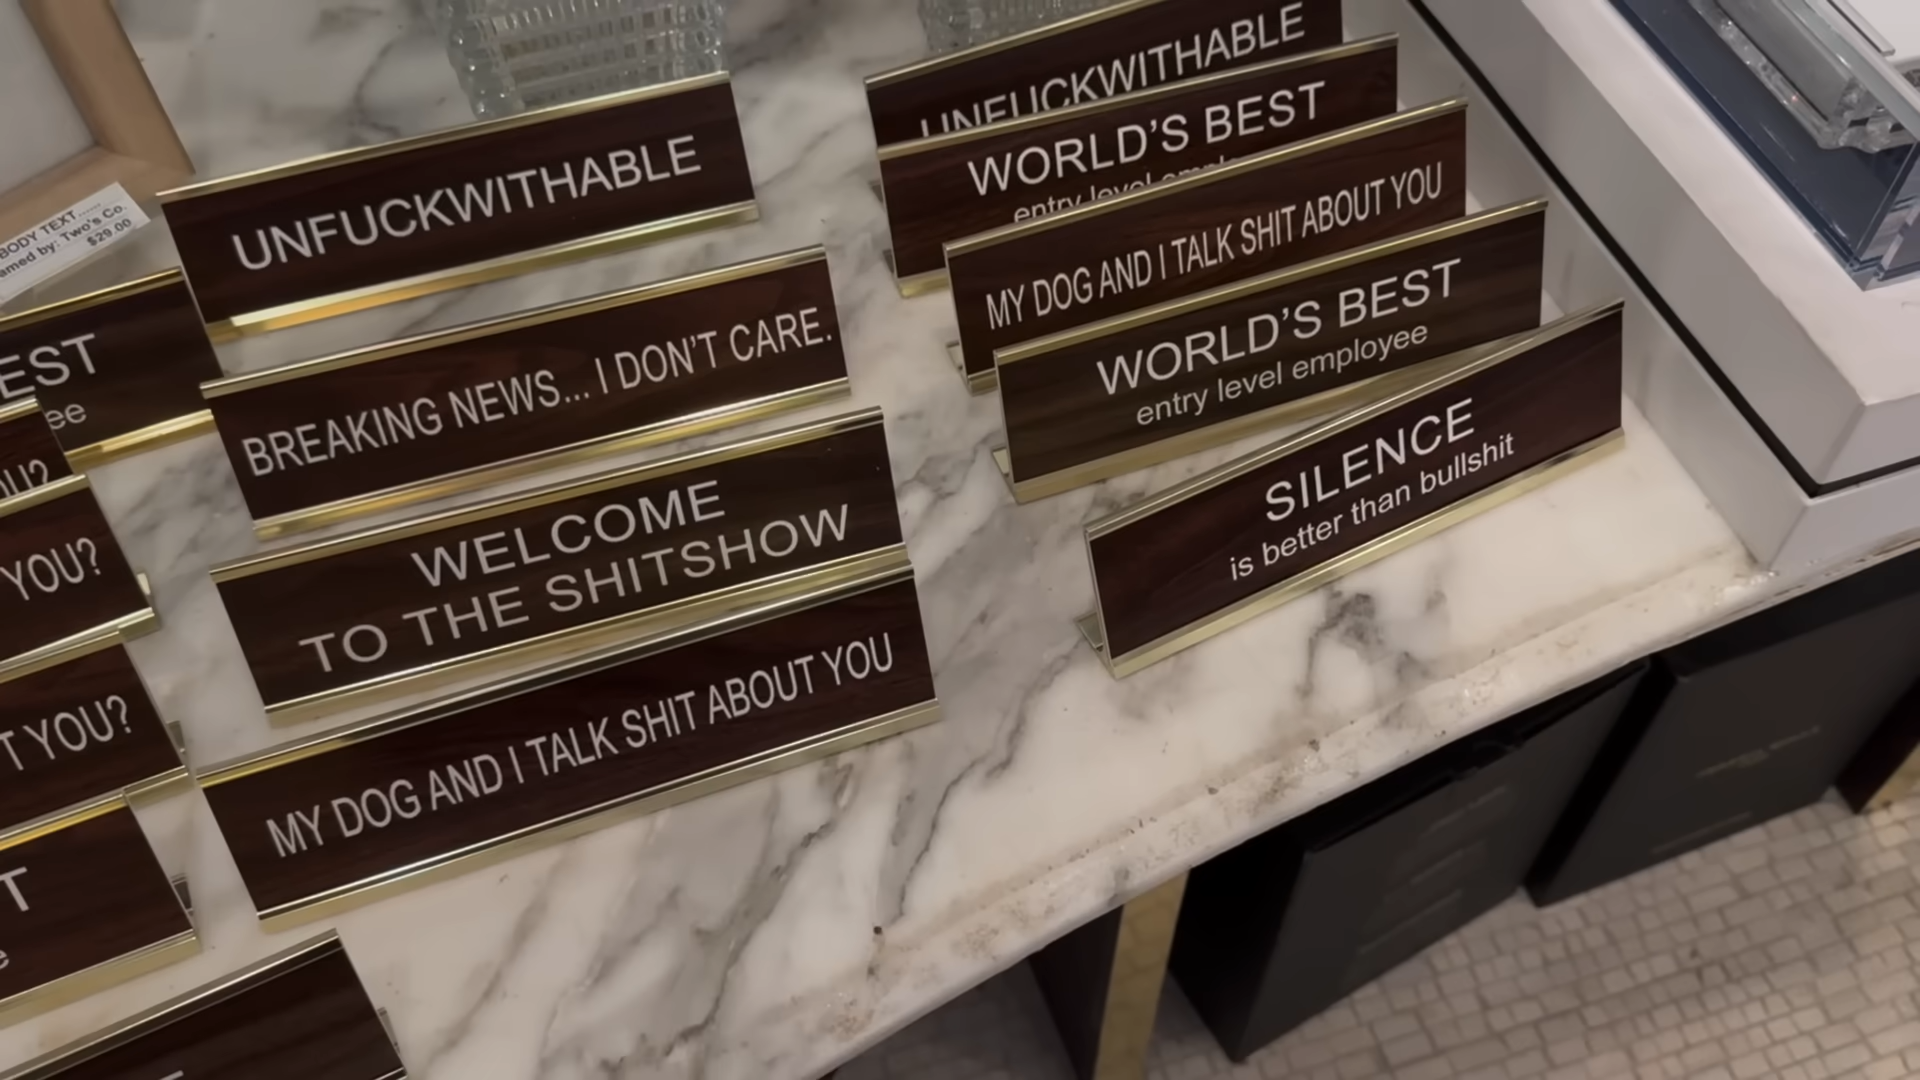 BODY TEXT
amed by: Two's Co.
$29.00
EST
ee
OU?
YOU?
T YOU?
T
e
UNFUCKWITHABLE
BREAKING NEWS... I DON'T CARE.
WELCOME
TO THE SHITSHOW
MY DOG AND I TALK SHIT ABOUT YOU
UNFUCKWITHABLE
WORLD'S BEST
entry level
MY DOG AND I TALK SHIT ABOUT YOU
WORLD'S BEST
entry level employee
SILENCE
is better than bullshit